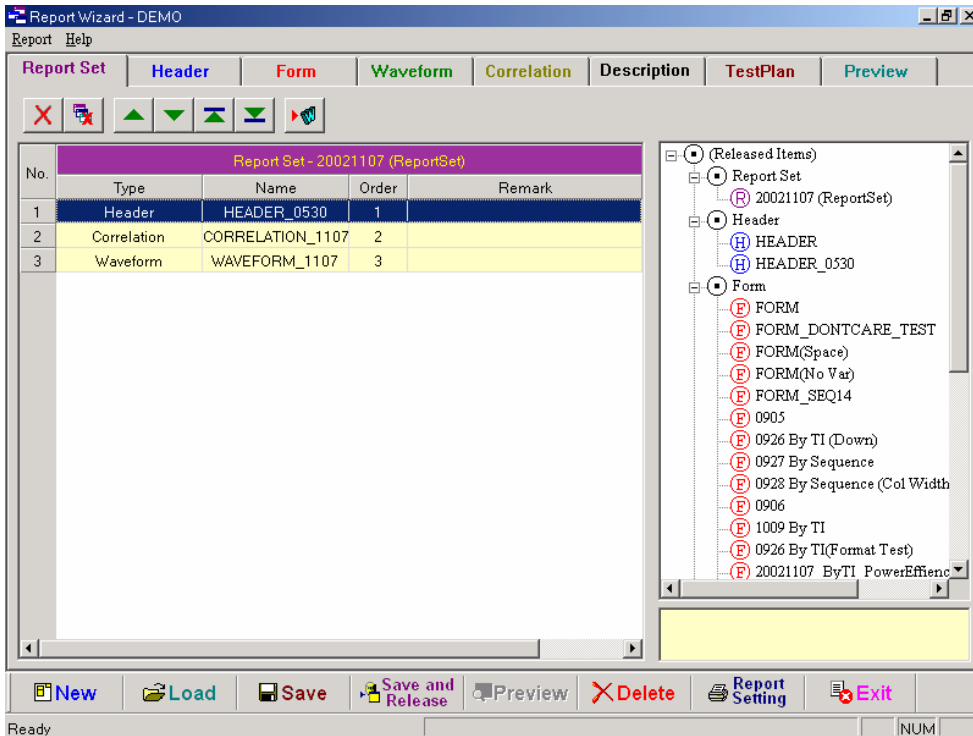 Report Wizard - DEMO
Report Help
Report Set Header Form Waveform Correlation Description TestPlan Preview
No. Report Set - 20021107 (ReportSet)
Type Name Order Remark
1 Header HEADER_0530 1
2 Correlation CORRELATION_1107 2
3 Waveform WAVEFORM_1107 3
(Released Items)
Report Set
R 20021107 (ReportSet)
Header
H HEADER
H HEADER_0530
Form
F FORM
F FORM_DONTCARE_TEST
F FORM(Space)
F FORM(No Var)
F FORM_SEQ14
F 0905
F 0926 By TI (Down)
F 0927 By Sequence
F 0928 By Sequence (Col Width
F 0906
F 1009 By TI
F 0926 By TI(Format Test)
F 20021107_ByTI_PowerEffienc
New Load Save Save and Release Preview Delete Report Setting Exit
Ready NUM